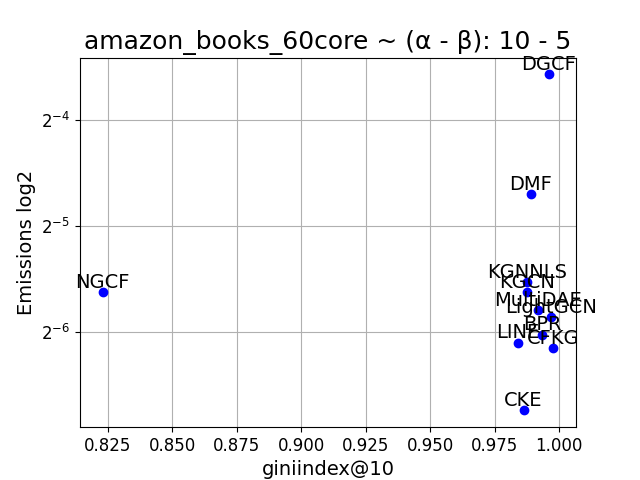 amazon_books_60core ~ (α - β): 10 - 5
DGCF
2⁻⁴
DMF
2⁻⁵
KGNNLS
NGCF
KGCN
MultiDAE
LightGCN
BPR
2⁻⁶
LINE
CFKG
CKE
Emissions log2
0.825 0.850 0.875 0.900 0.925 0.950 0.975 1.000
giniindex@10